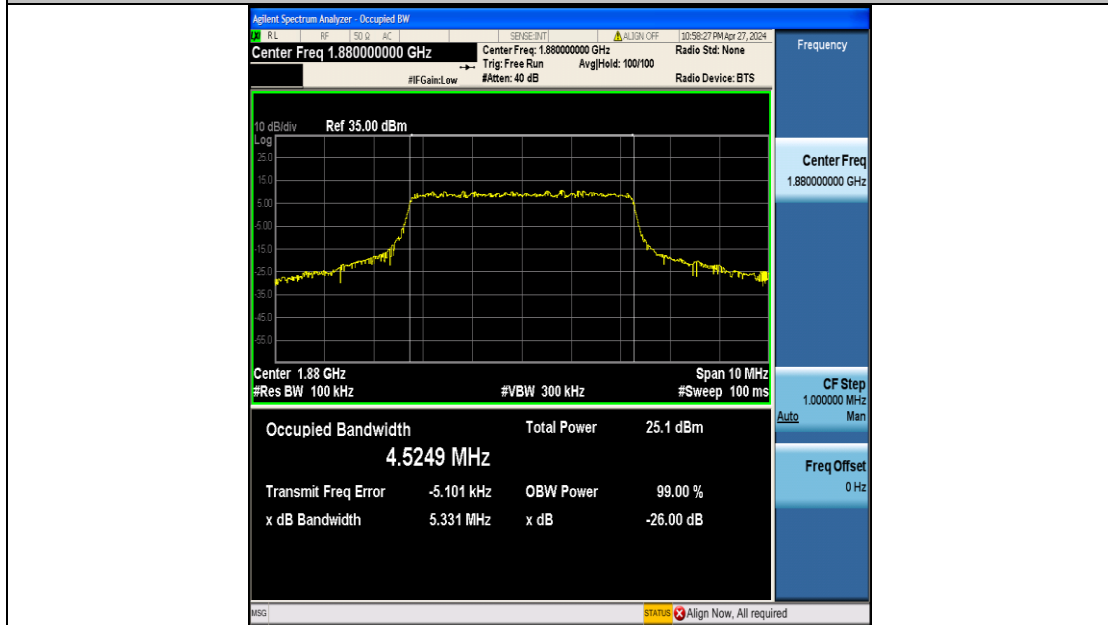 Agilent Spectrum Analyzer - Occupied BW
RL RF 50 Ω AC SENSE:INT ALIGN OFF 10:58:27 PM Apr 27, 2024
Center Freq 1.880000000 GHz
Center Freq: 1.880000000 GHz Radio Std: None
Trig: Free Run Avg|Hold: 100/100
#IFGain:Low #Atten: 40 dB Radio Device: BTS
10 dB/div Ref 35.00 dBm
Log
25.0
15.0
5.00
-5.00
-15.0
-25.0
-35.0
-45.0
-55.0
Center 1.88 GHz Span 10 MHz
#Res BW 100 kHz #VBW 300 kHz #Sweep 100 ms
Occupied Bandwidth Total Power 25.1 dBm
4.5249 MHz
Transmit Freq Error -5.101 kHz OBW Power 99.00 %
x dB Bandwidth 5.331 MHz x dB -26.00 dB
Frequency
Center Freq
1.880000000 GHz
CF Step
1.000000 MHz
Auto Man
Freq Offset
0 Hz
MSG STATUS Align Now, All required